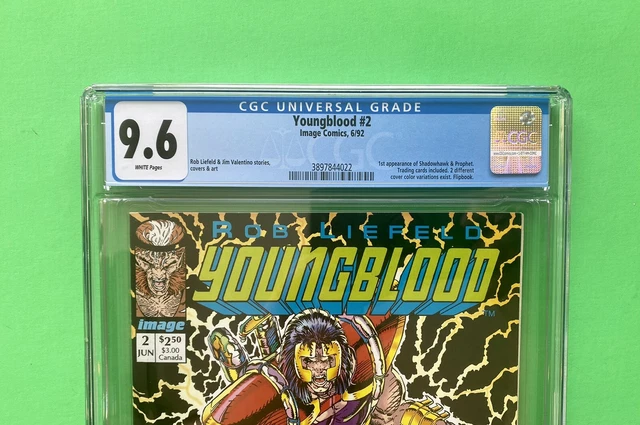 CGC UNIVERSAL GRADE
9.6
WHITE Pages
Youngblood #2
Image Comics, 6/92
Rob Liefeld & Jim Valentino stories,
covers & art
3897844022
1st appearance of Shadowhawk & Prophet.
Trading cards included. 2 different
cover color variations exist. Flipbook.
CGC
ROB LIEFELD
YOUNGBLOOD
TM
image
2
JUN
$2.50
$3.00
Canada